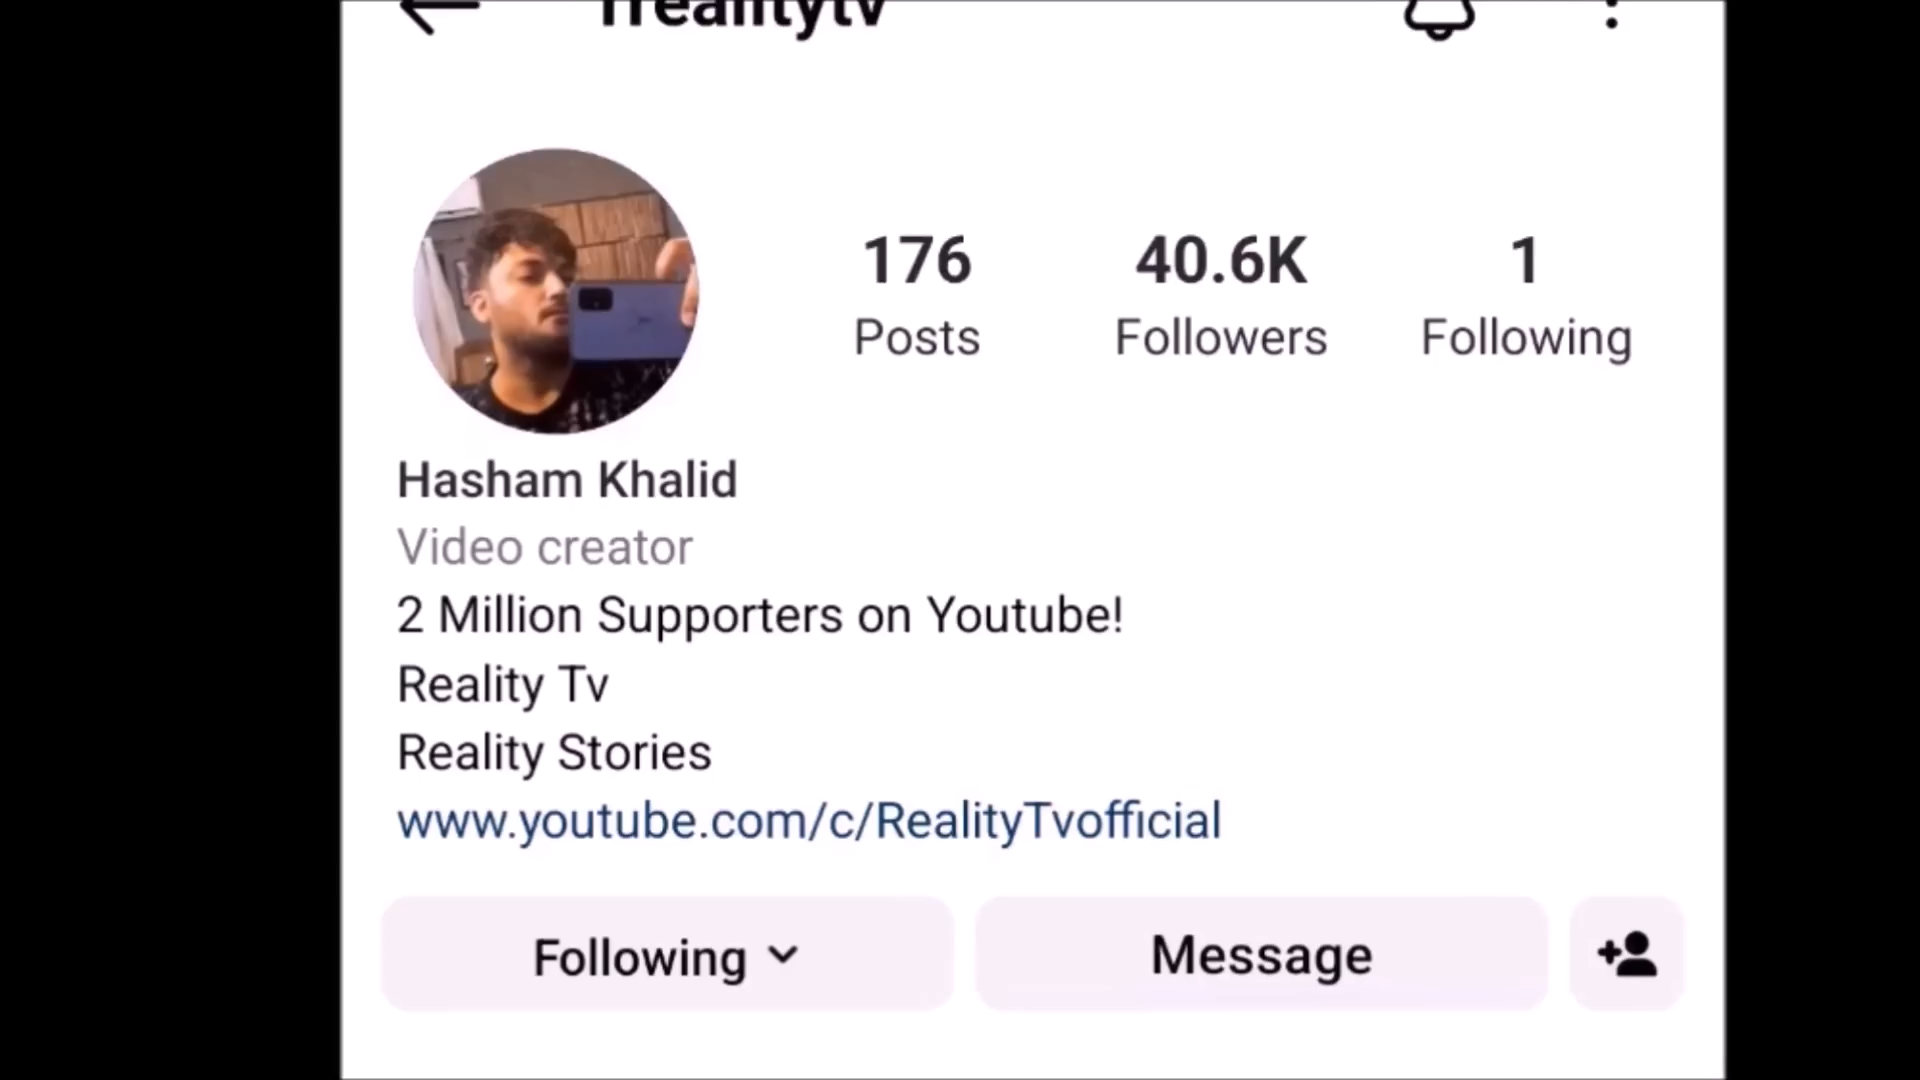 176
Posts
40.6K
Followers
1
Following
Hasham Khalid
Video creator
2 Million Supporters on Youtube!
Reality Tv
Reality Stories
www.youtube.com/c/RealityTvofficial
Following
Message